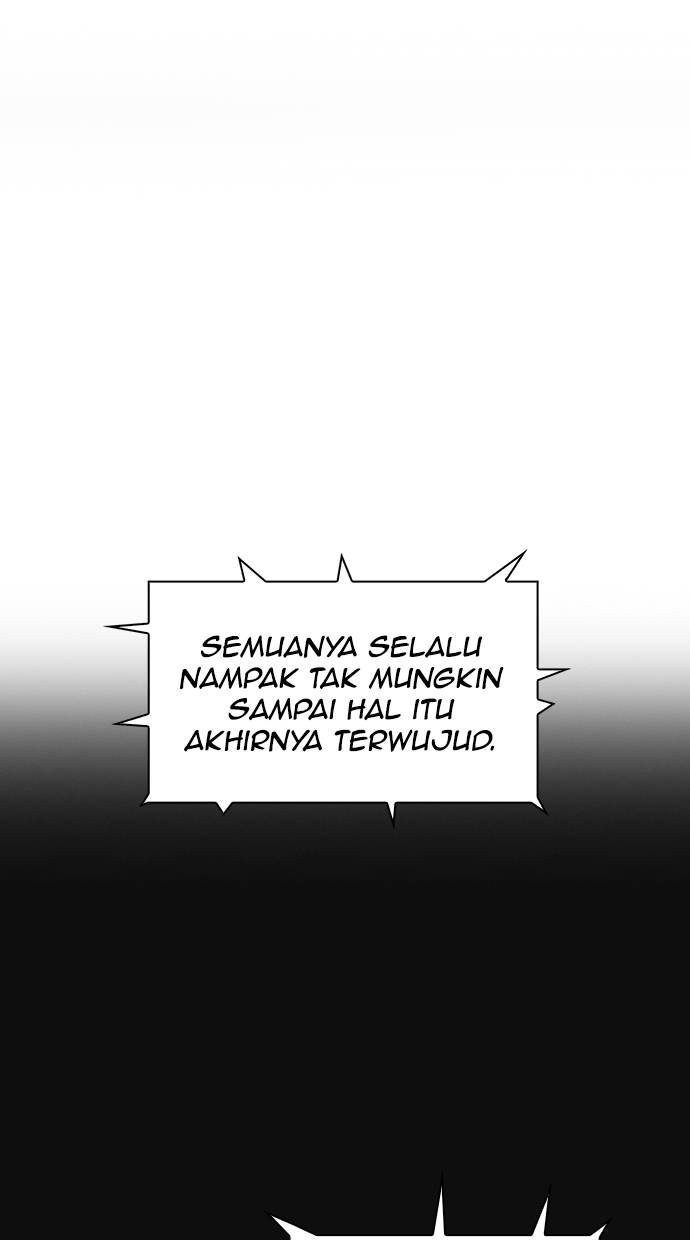 SEMUANYA SELALU
NAMPAK TAK MUNGKIN
SAMPAI HAL ITU
AKHIRNYA TERWUJUD.